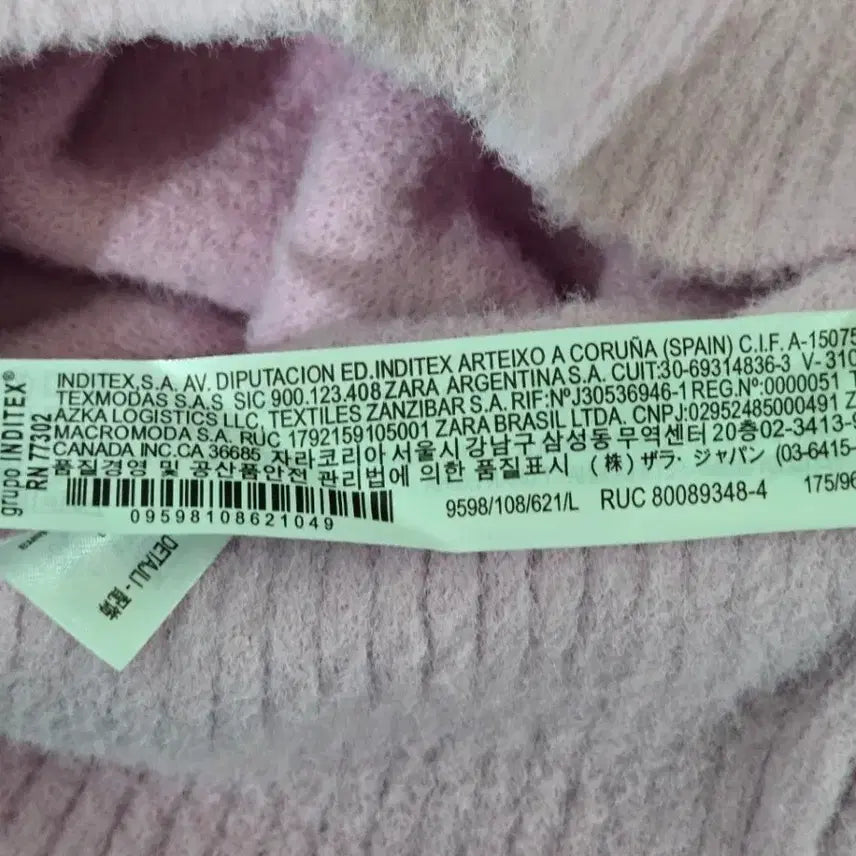 grupo INDITEX®
RN 77302
INDITEX,S.A. AV. DIPUTACION ED.INDITEX ARTEIXO A CORUÑA (SPAIN) C.I.F. A-15075
TEXMODAS S.A.S SIC 900.123.408 ZARA ARGENTINA S.A. CUIT:30-69314836-3 V-310
AZKA LOGISTICS LLC, TEXTILES ZANZIBAR S.A. RIF:NºJ30536946-1 REG.Nº:0000051 T
MACROMODA S.A. RUC 1792159105001 ZARA BRASIL LTDA. CNPJ:02952485000491 Z
CANADA INC.CA 36685 자라코리아 서울시 강남구 삼성동 무역센터 20층 02-3413-9
품질경영 및 공산품안전 관리법에 의한 품질표시 (株) ザラ・ジャパン (03-6415-
09598108621049
9598/108/621/L RUC 80089348-4 175/96
DETAJLI - 配饰